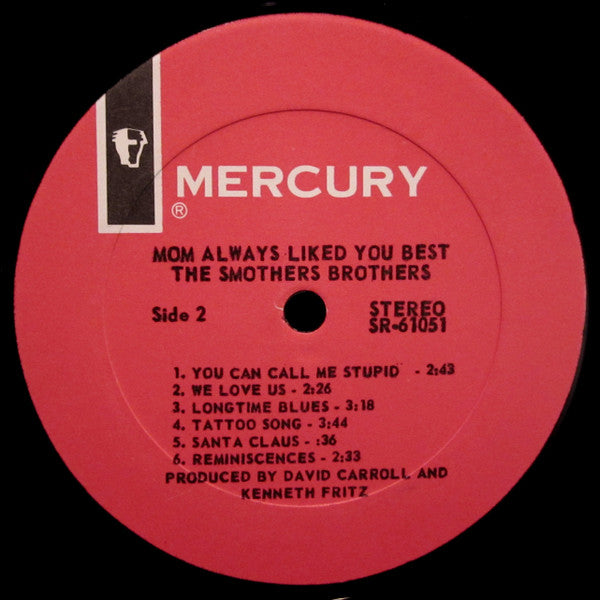 MERCURY
®
MOM ALWAYS LIKED YOU BEST
THE SMOTHERS BROTHERS
Side 2
STEREO
SR-61051
1. YOU CAN CALL ME STUPID - 2:43
2. WE LOVE US - 2:26
3. LONGTIME BLUES - 3:18
4. TATTOO SONG - 3:44
5. SANTA CLAUS - :36
6. REMINISCENCES - 2:33
PRODUCED BY DAVID CARROLL AND
KENNETH FRITZ